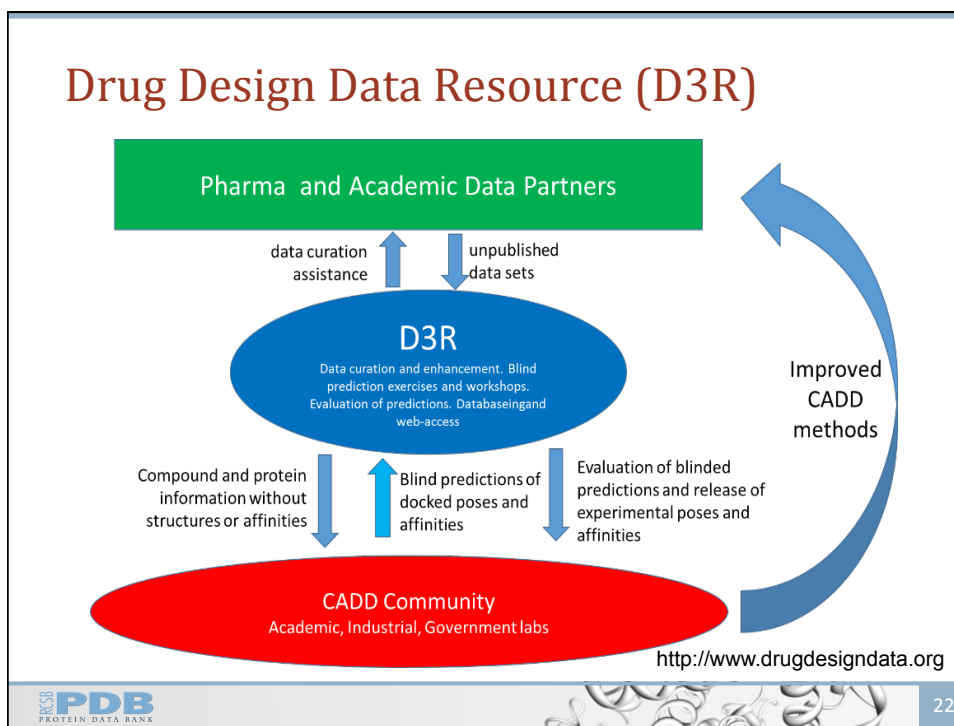 Drug Design Data Resource (D3R)
Pharma  and Academic Data Partners
data curation
assistance
unpublished
data sets
D3R
Data curation and enhancement. Blind
prediction exercises and workshops.
Evaluation of predictions. Databaseingand
web-access
Improved
CADD
methods
Compound and protein
information without
structures or affinities
Blind predictions of
docked poses and
affinities
Evaluation of blinded
predictions and release of
experimental poses and
affinities
CADD Community
Academic, Industrial, Government labs
http://www.drugdesigndata.org
RCSB
PDB
PROTEIN DATA BANK
22